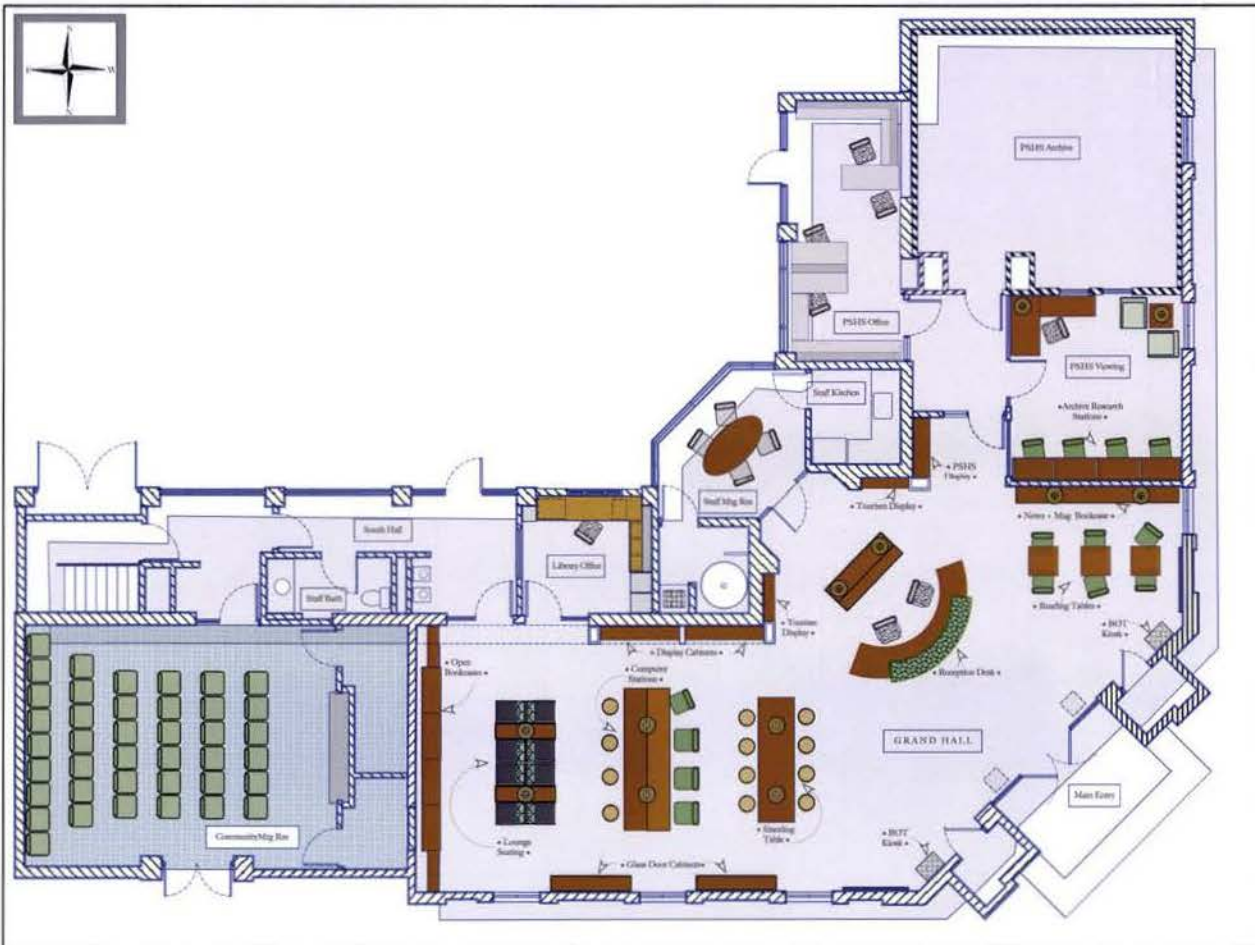 W
PSHS Archive
PSHS Office
PSHS Viewing
Staff Kitchen
• Archive Research
Stations •
• PSHS
Display •
Staff Mtg Rm
• Tourism Display •
• News + Mag Bookcase •
South Hall
Library Office
Staff Bath
• Reading Tables •
• BOT
Kiosk •
• Tourism
Display •
• Display Cabinets •
• Open
Bookcases •
• Computer
Stations •
• Reception Desk •
GRAND HALL
Main Entry
Community Mtg Rm
• Lounge
Seating •
• Standing
Table •
• BOT
Kiosk •
• Glass Door Cabinets •